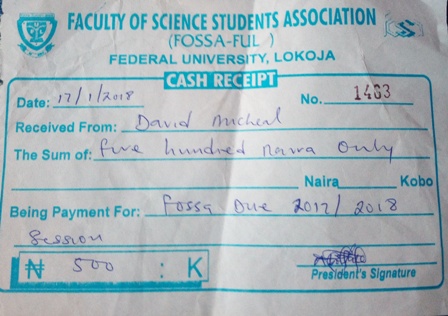 FACULTY OF SCIENCE STUDENTS ASSOCIATION
(FOSSA-FUL)
FEDERAL UNIVERSITY, LOKOJA
CASH RECEIPT
Date: 17/1/2018 No. 1463
Received From: David Micheal
The Sum of: five hundred naira only
Naira Kobo
Being Payment For: Fossa Due 2017/2018
Session
₦ 500 : K
President's Signature